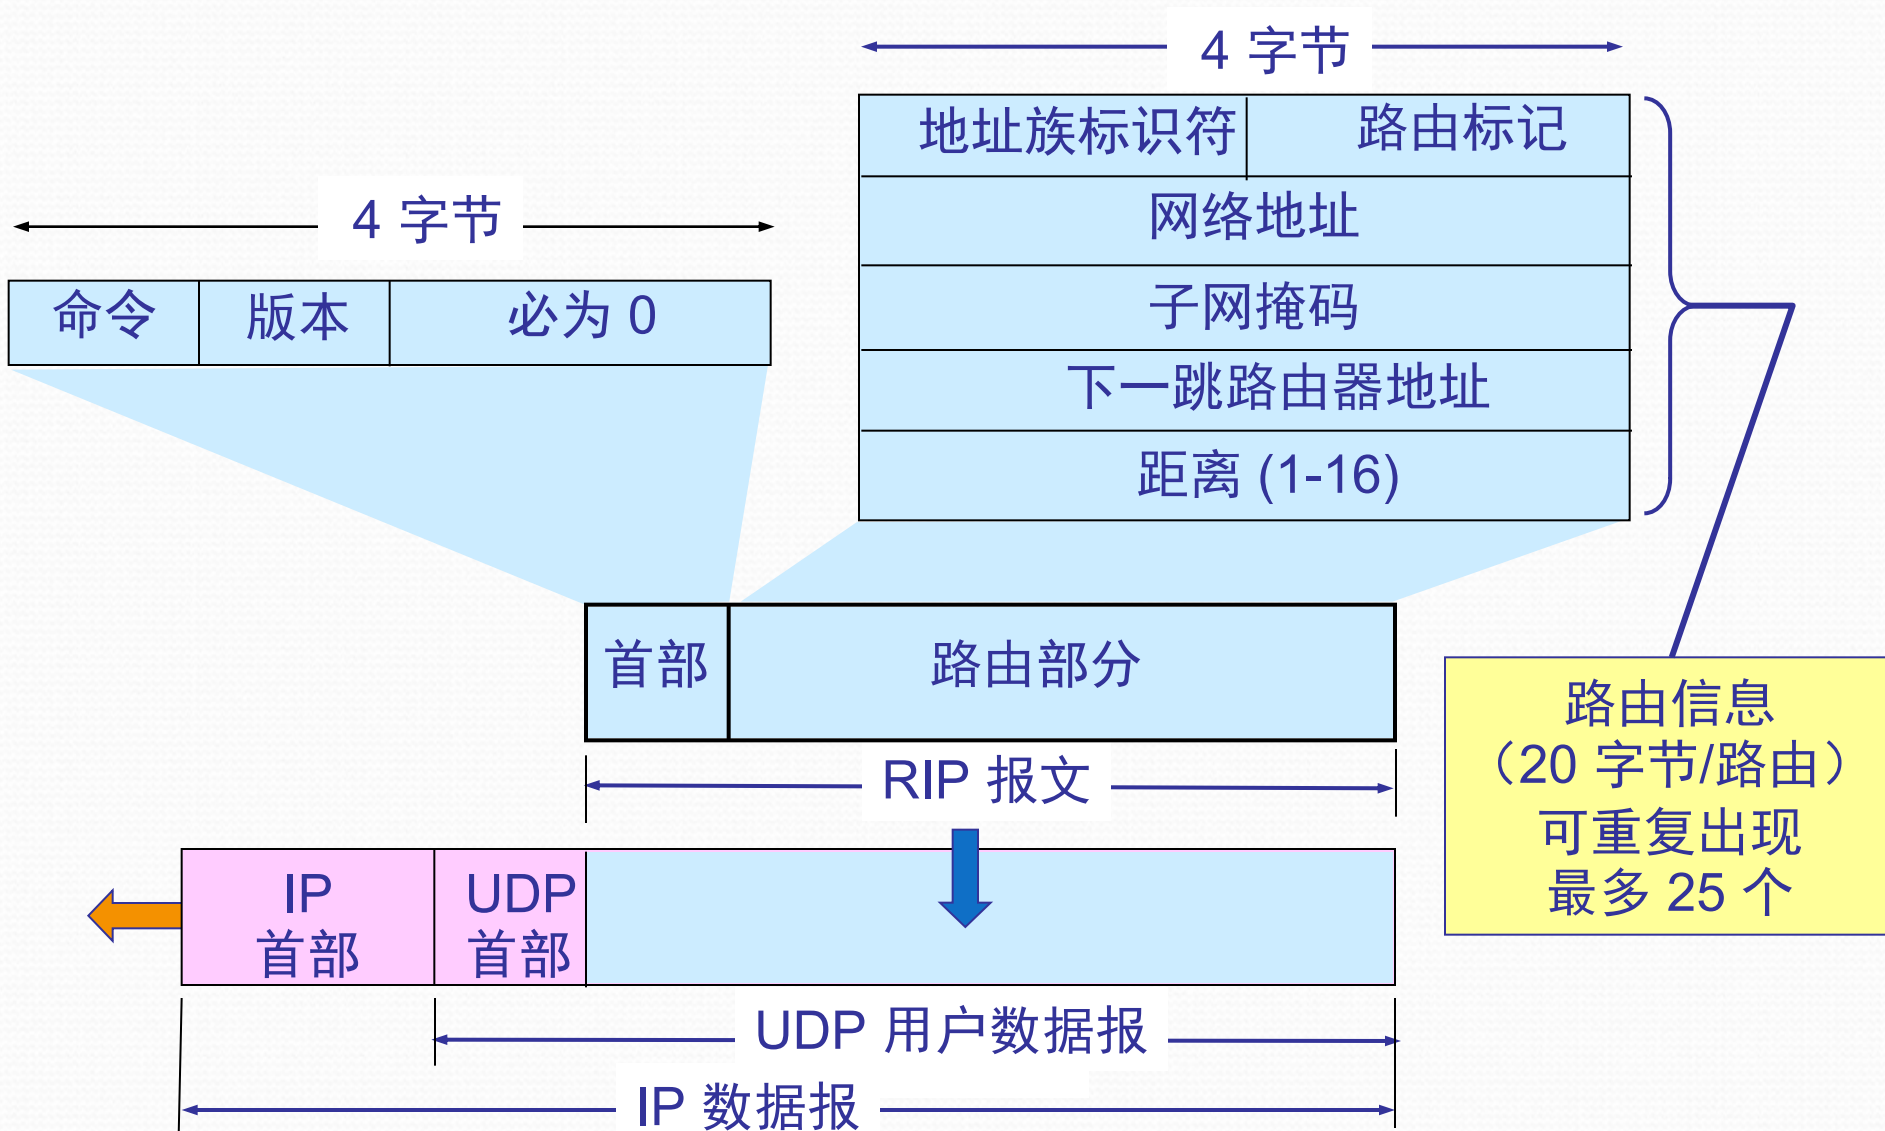 4 字节
地址族标识符 路由标记
网络地址
子网掩码
下一跳路由器地址
距离 (1-16)
4 字节
命令 版本 必为 0
首部 路由部分
路由信息
（20 字节/路由）
可重复出现
最多 25 个
RIP 报文
IP
首部
UDP
首部
UDP 用户数据报
IP 数据报